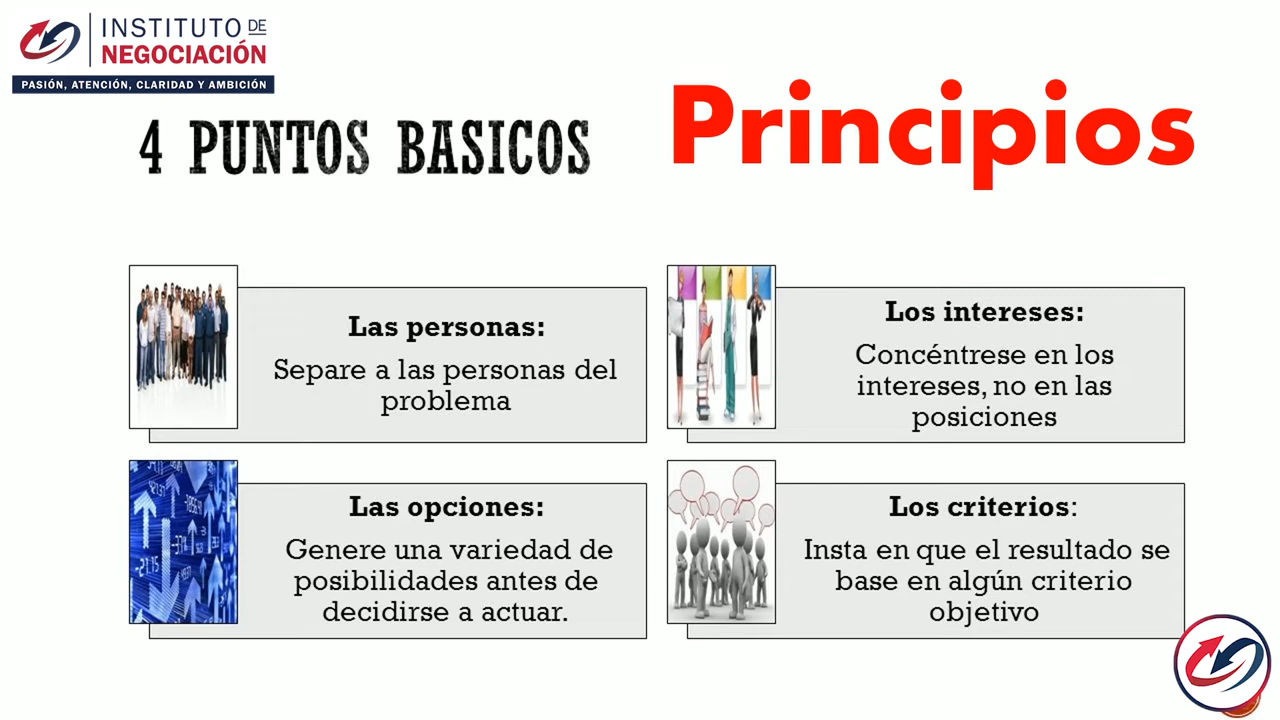 INSTITUTO DE
NEGOCIACIÓN
PASIÓN, ATENCIÓN, CLARIDAD Y AMBICIÓN
4 PUNTOS BASICOS
Principios
Las personas:
Separe a las personas del
problema
Los intereses:
Concéntrese en los
intereses, no en las
posiciones
Las opciones:
Genere una variedad de
posibilidades antes de
decidirse a actuar.
Los criterios:
Insta en que el resultado se
base en algún criterio
objetivo